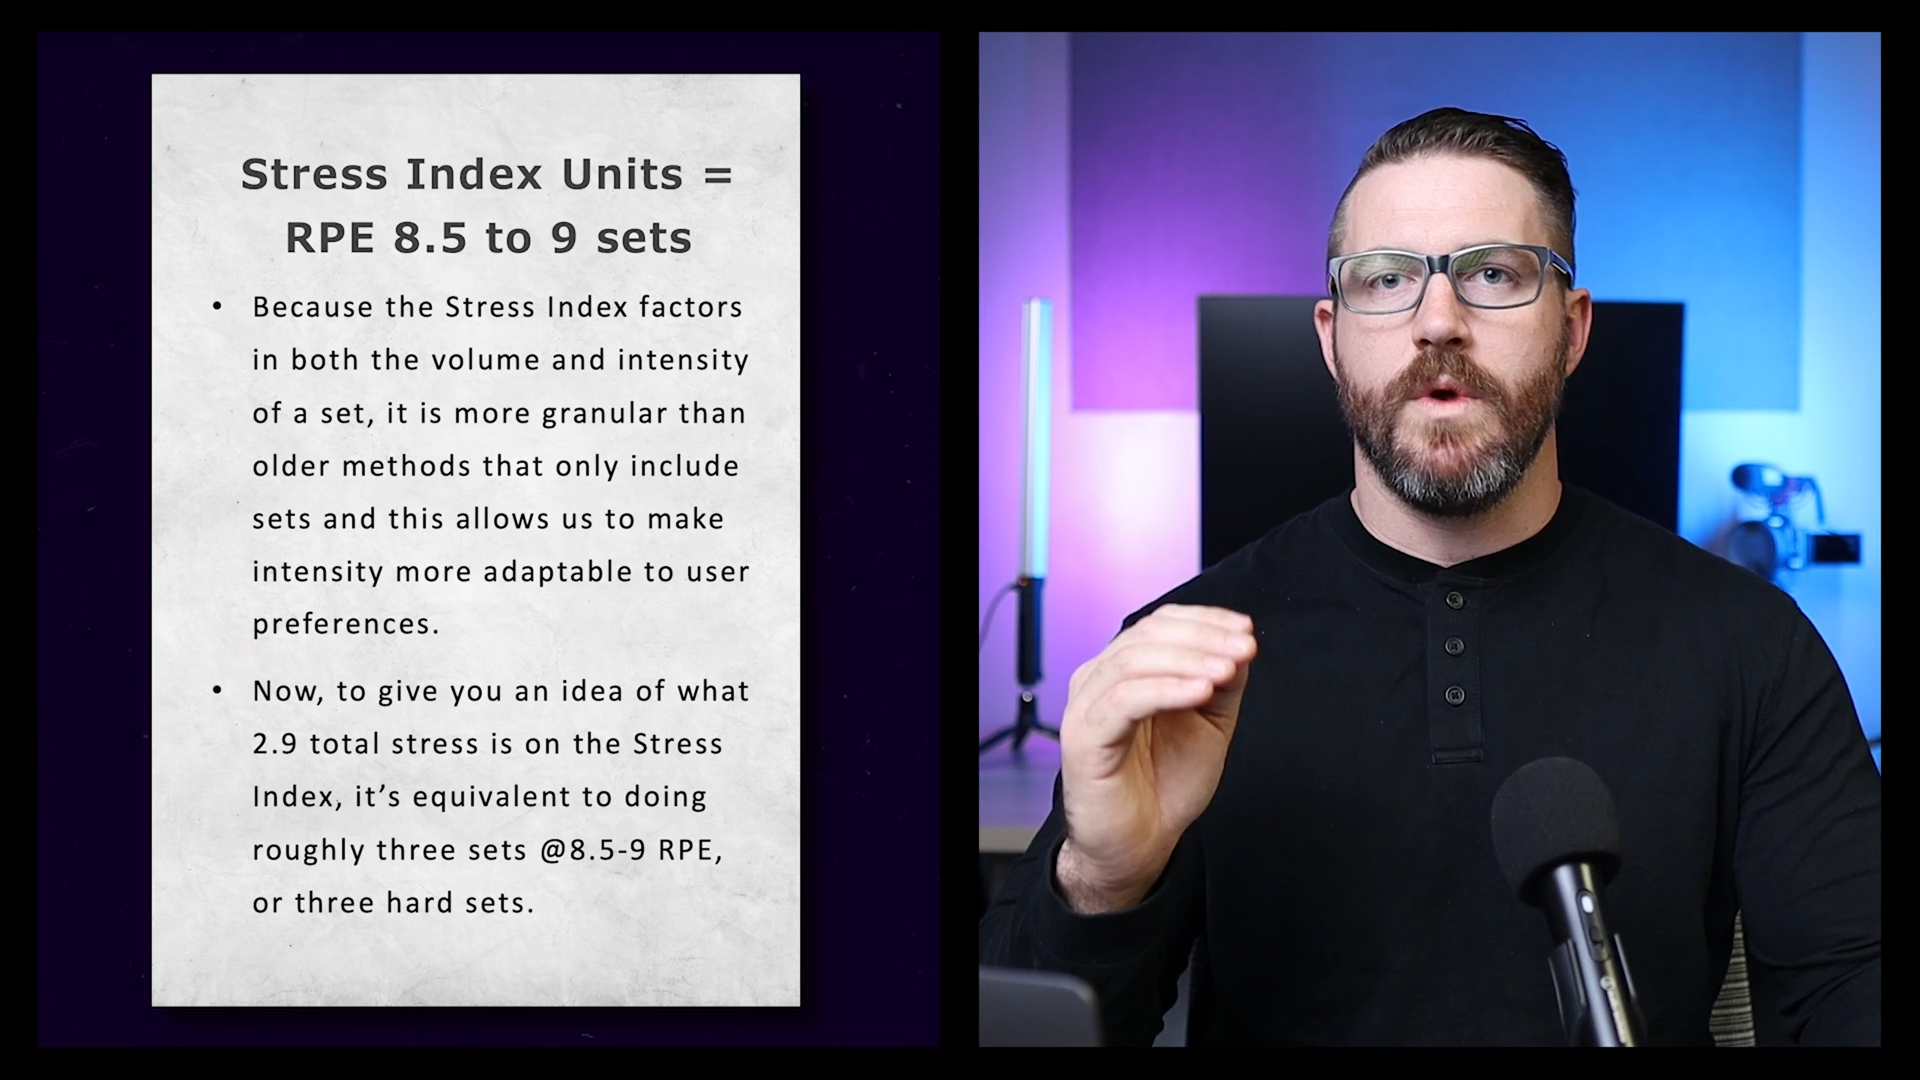 Stress Index Units =
RPE 8.5 to 9 sets
• Because the Stress Index factors
in both the volume and intensity
of a set, it is more granular than
older methods that only include
sets and this allows us to make
intensity more adaptable to user
preferences.
• Now, to give you an idea of what
2.9 total stress is on the Stress
Index, it’s equivalent to doing
roughly three sets @8.5-9 RPE,
or three hard sets.